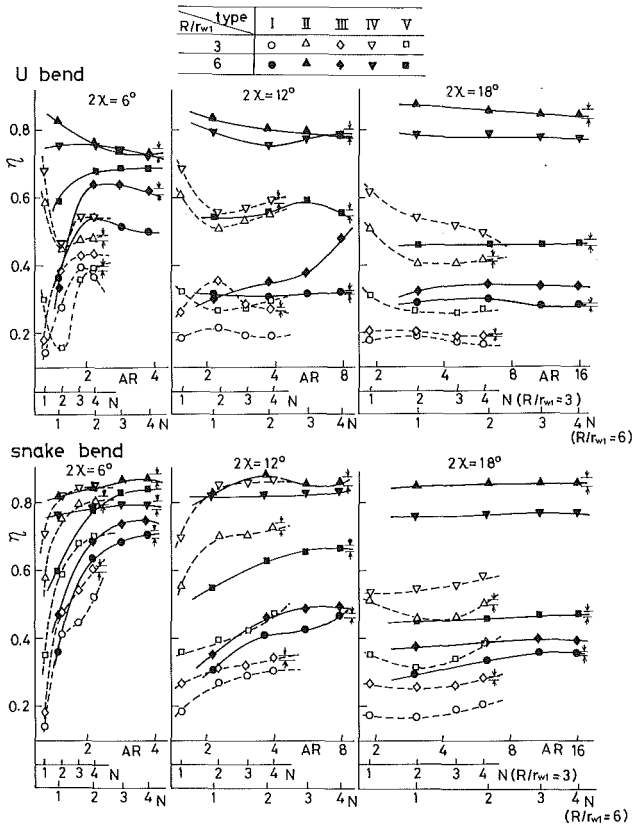 type I II III IV V
R/rw1
3
6
U bend
2χ=6° 2χ=12° 2χ=18°
0.8
η
0.6
0.4
0.2
2 AR 4 2 4 6 AR 8 2 4 8 AR 16
1 2 3 4 N 1 2 3 4 N 1 2 3 4 N (R/rw1=3)
1 2 3 4 N 1 2 3 4 N 1 2 3 4 N
(R/rw1=6)
snake bend
2χ=6° 2χ=12° 2χ=18°
0.8
η
0.6
0.4
0.2
2 AR 4 2 4 6 AR 8 2 4 8 AR 16
1 2 3 4 N 1 2 3 4 N 1 2 3 4 N (R/rw1=3)
1 2 3 4 N 1 2 3 4 N 1 2 3 4 N
(R/rw1=6)